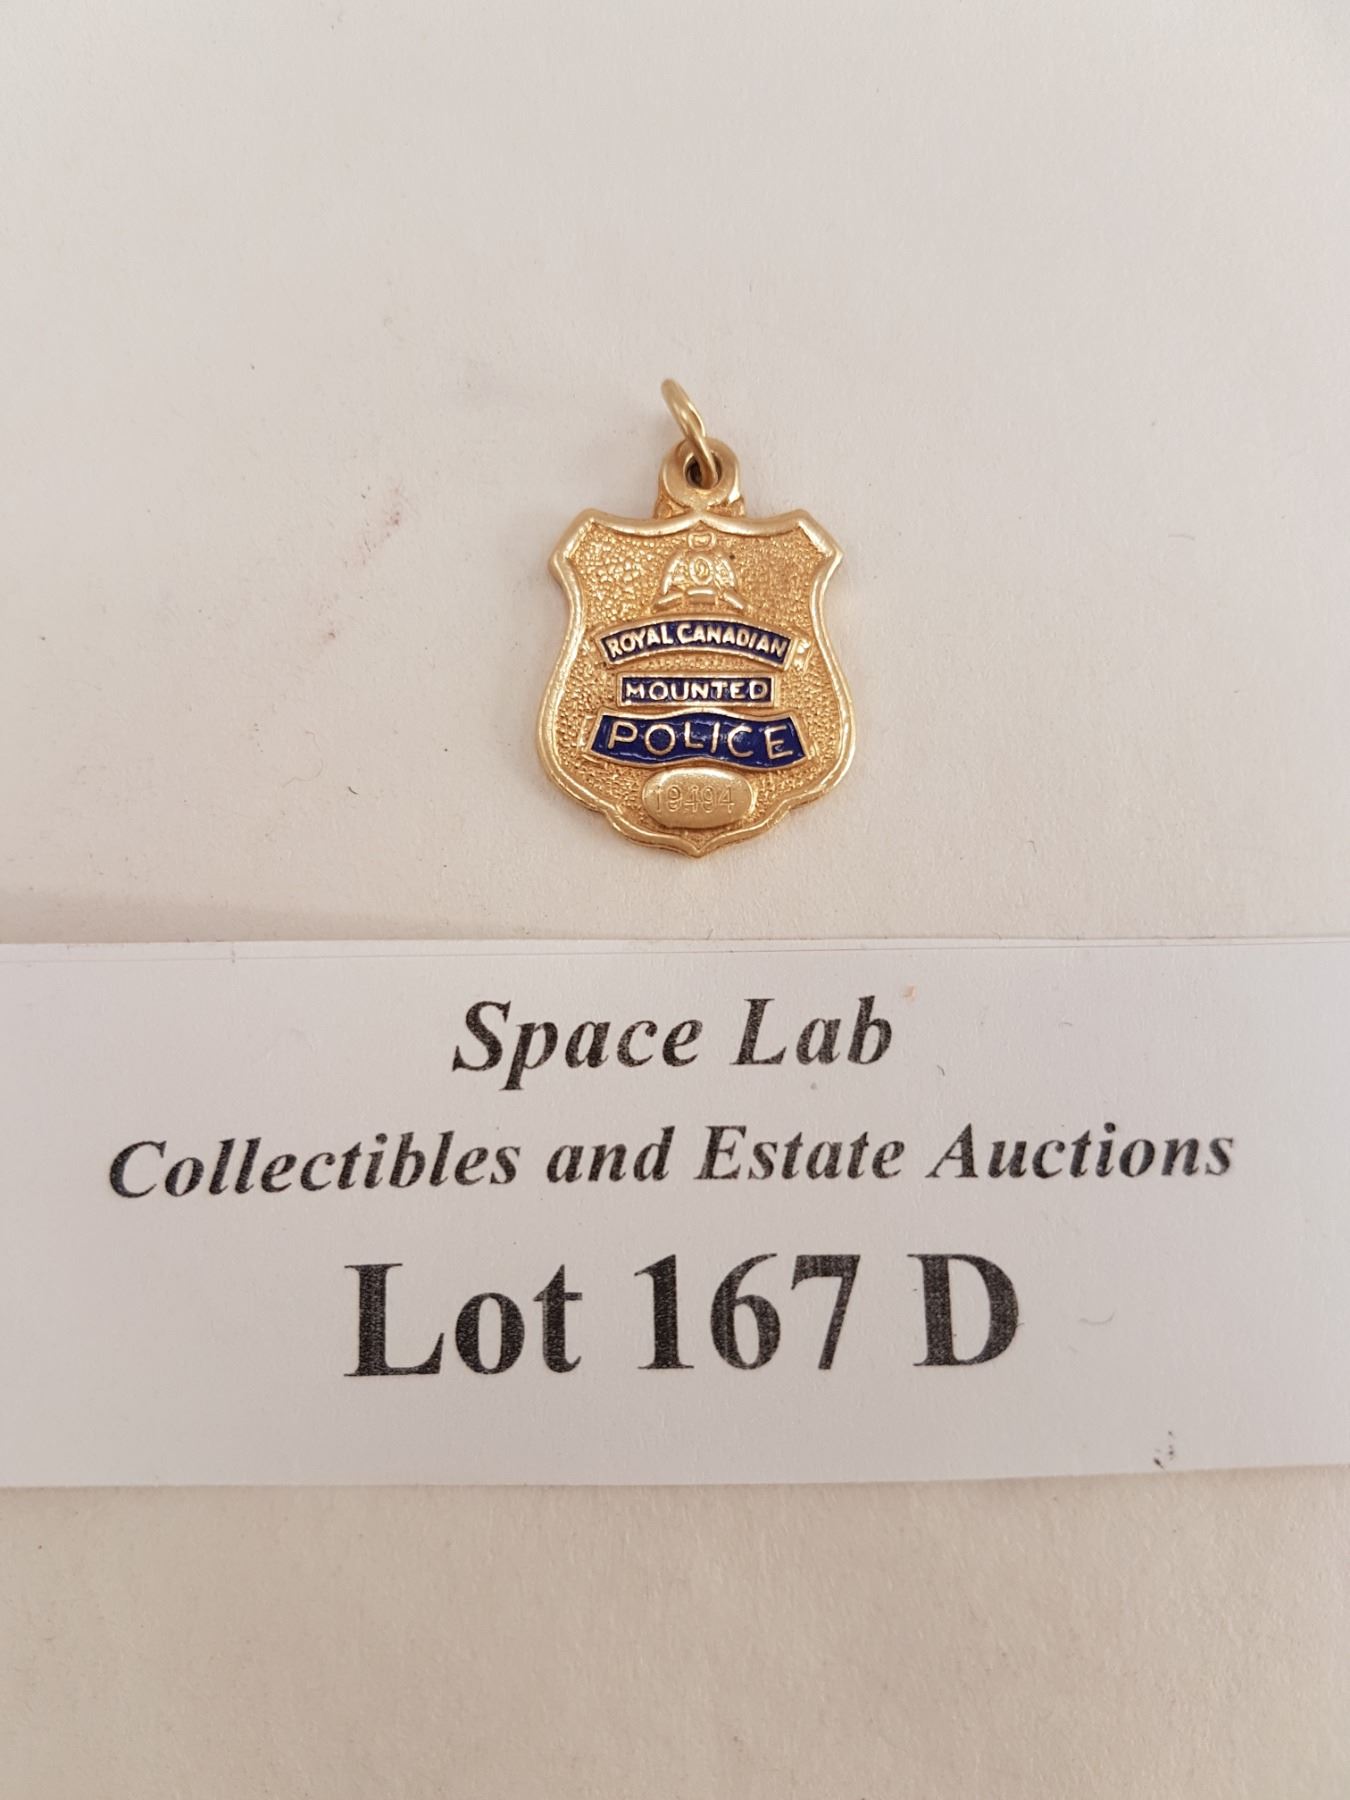 ROYAL CANADIAN
MOUNTED
POLICE
19494
Space Lab
Collectibles and Estate Auctions
Lot 167 D